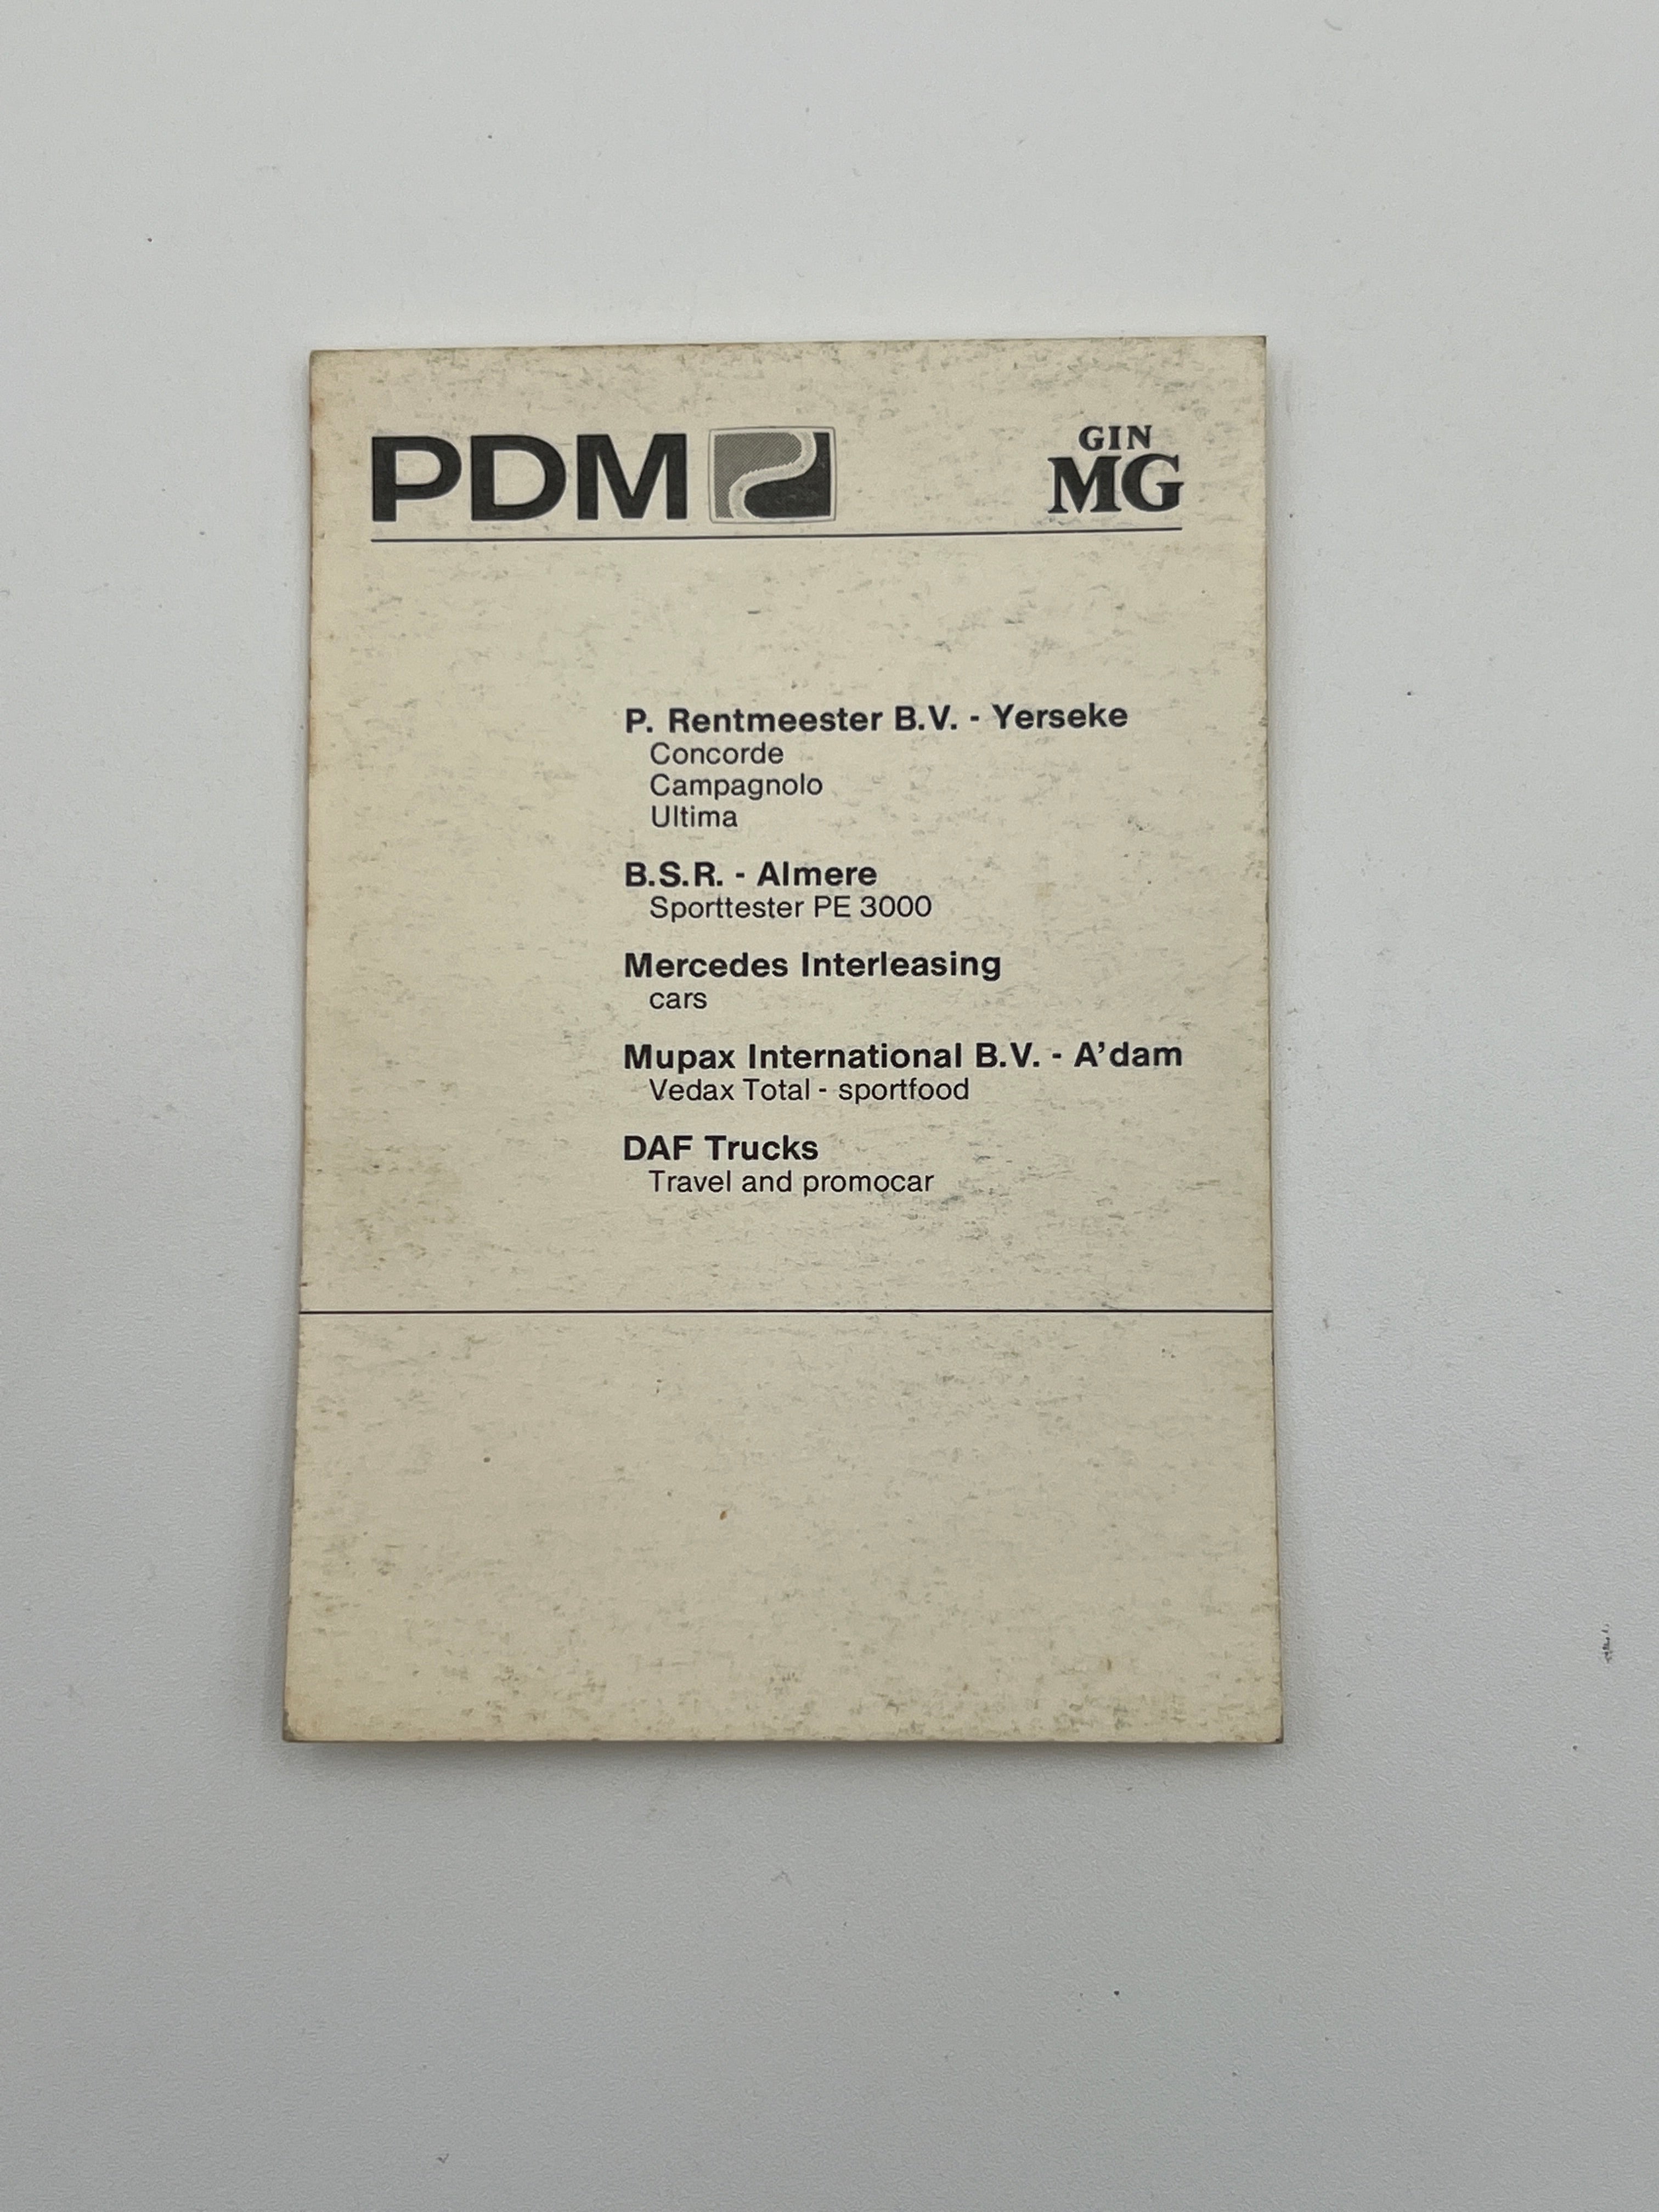 PDM
GIN
MG
P. Rentmeester B.V. - Yerseke
Concorde
Campagnolo
Ultima
B.S.R. - Almere
Sporttester PE 3000
Mercedes Interleasing
cars
Mupax International B.V. - A'dam
Vedax Total - sportfood
DAF Trucks
Travel and promocar